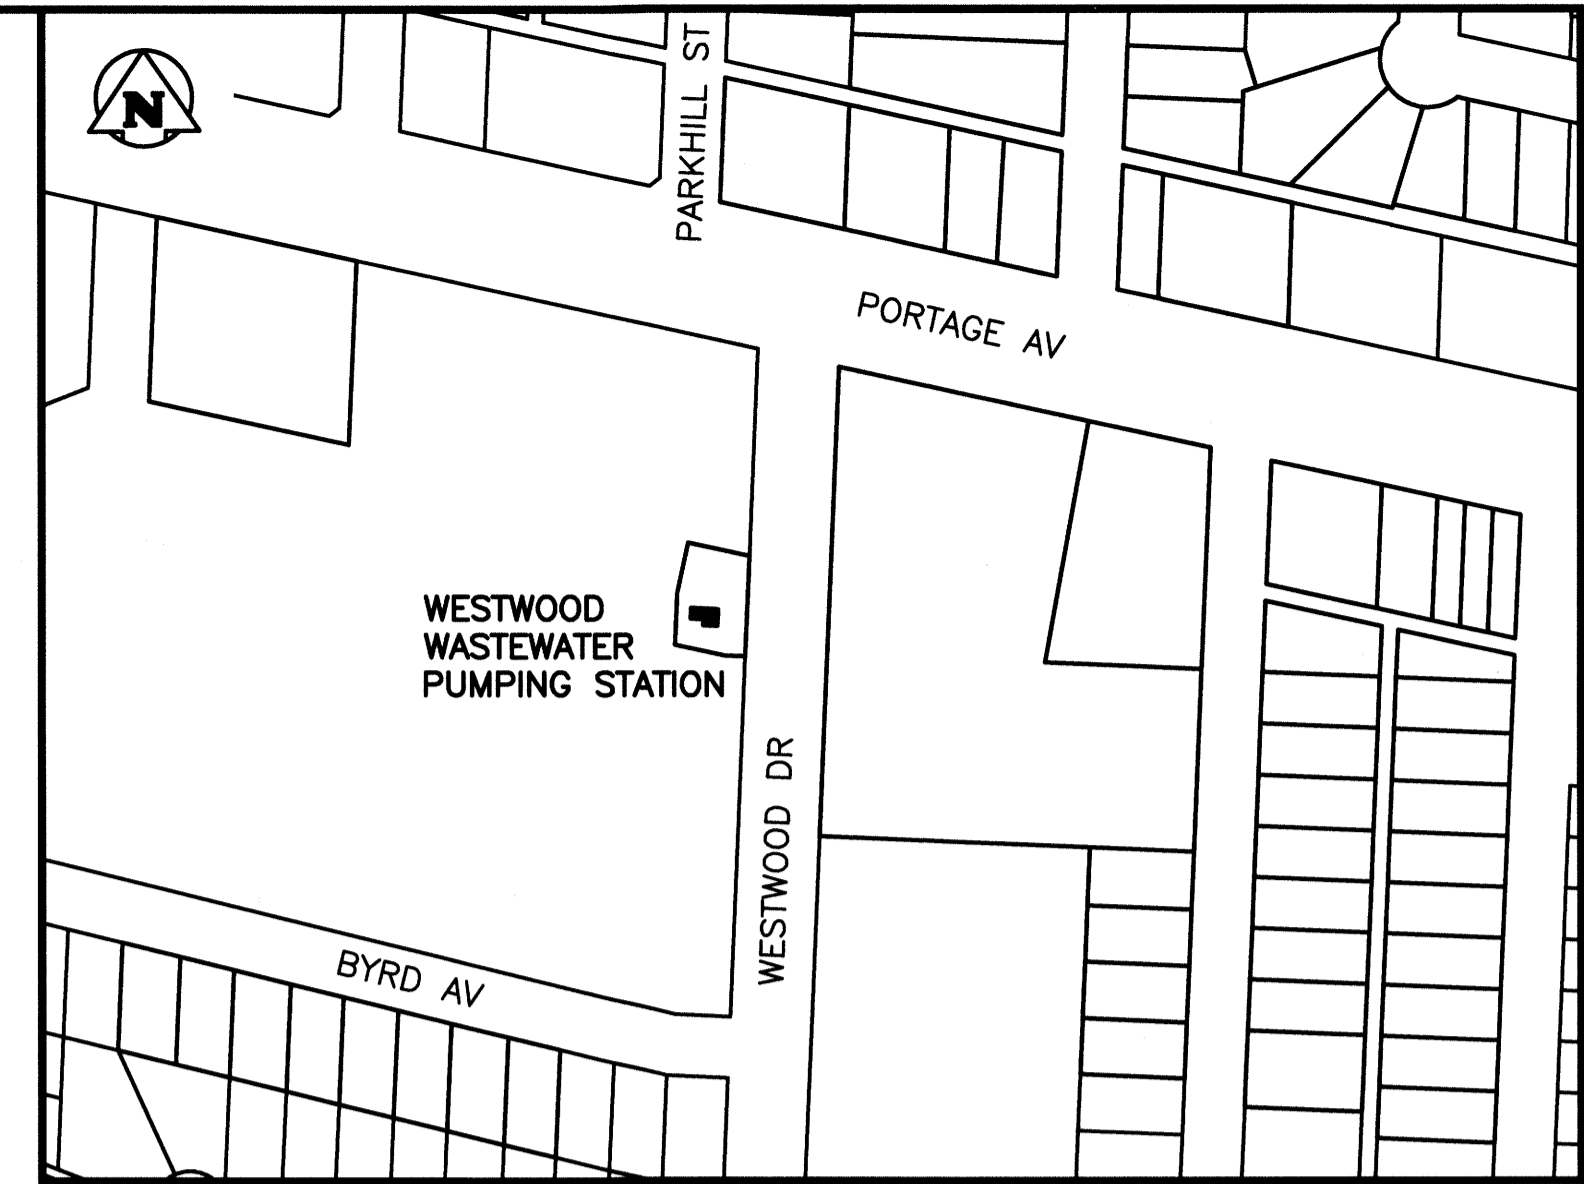 N
PARKHILL ST
PORTAGE AV
WESTWOOD
WASTEWATER
PUMPING STATION
WESTWOOD DR
BYRD AV